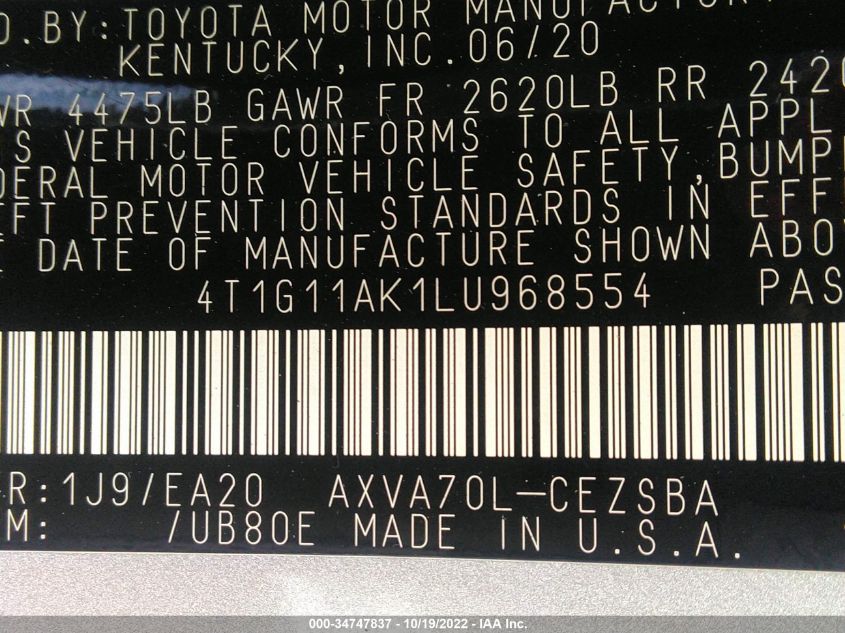 D.BY:TOYOTA MOTOR MANUFACTUR
KENTUCKY, INC. 06/20
WR 4475LB GAWR FR 2620LB RR 2420
S VEHICLE CONFORMS TO ALL APPL
DERAL MOTOR VEHICLE SAFETY, BUMP
EFT PREVENTION STANDARDS IN EFF
E DATE OF MANUFACTURE SHOWN ABO
4T1G11AK1LU968554 PAS
R:1J9/EA20 AXVA70L-CEZSBA
M: /UB80E MADE IN U.S.A.
000-34747837 - 10/19/2022 - IAA Inc.